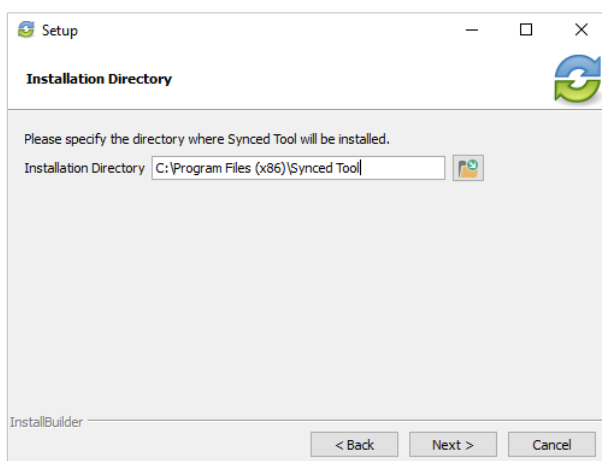 Setup
Installation Directory
Please specify the directory where Synced Tool will be installed.
Installation Directory C:\Program Files (x86)\Synced Tool
InstallBuilder
< Back Next > Cancel